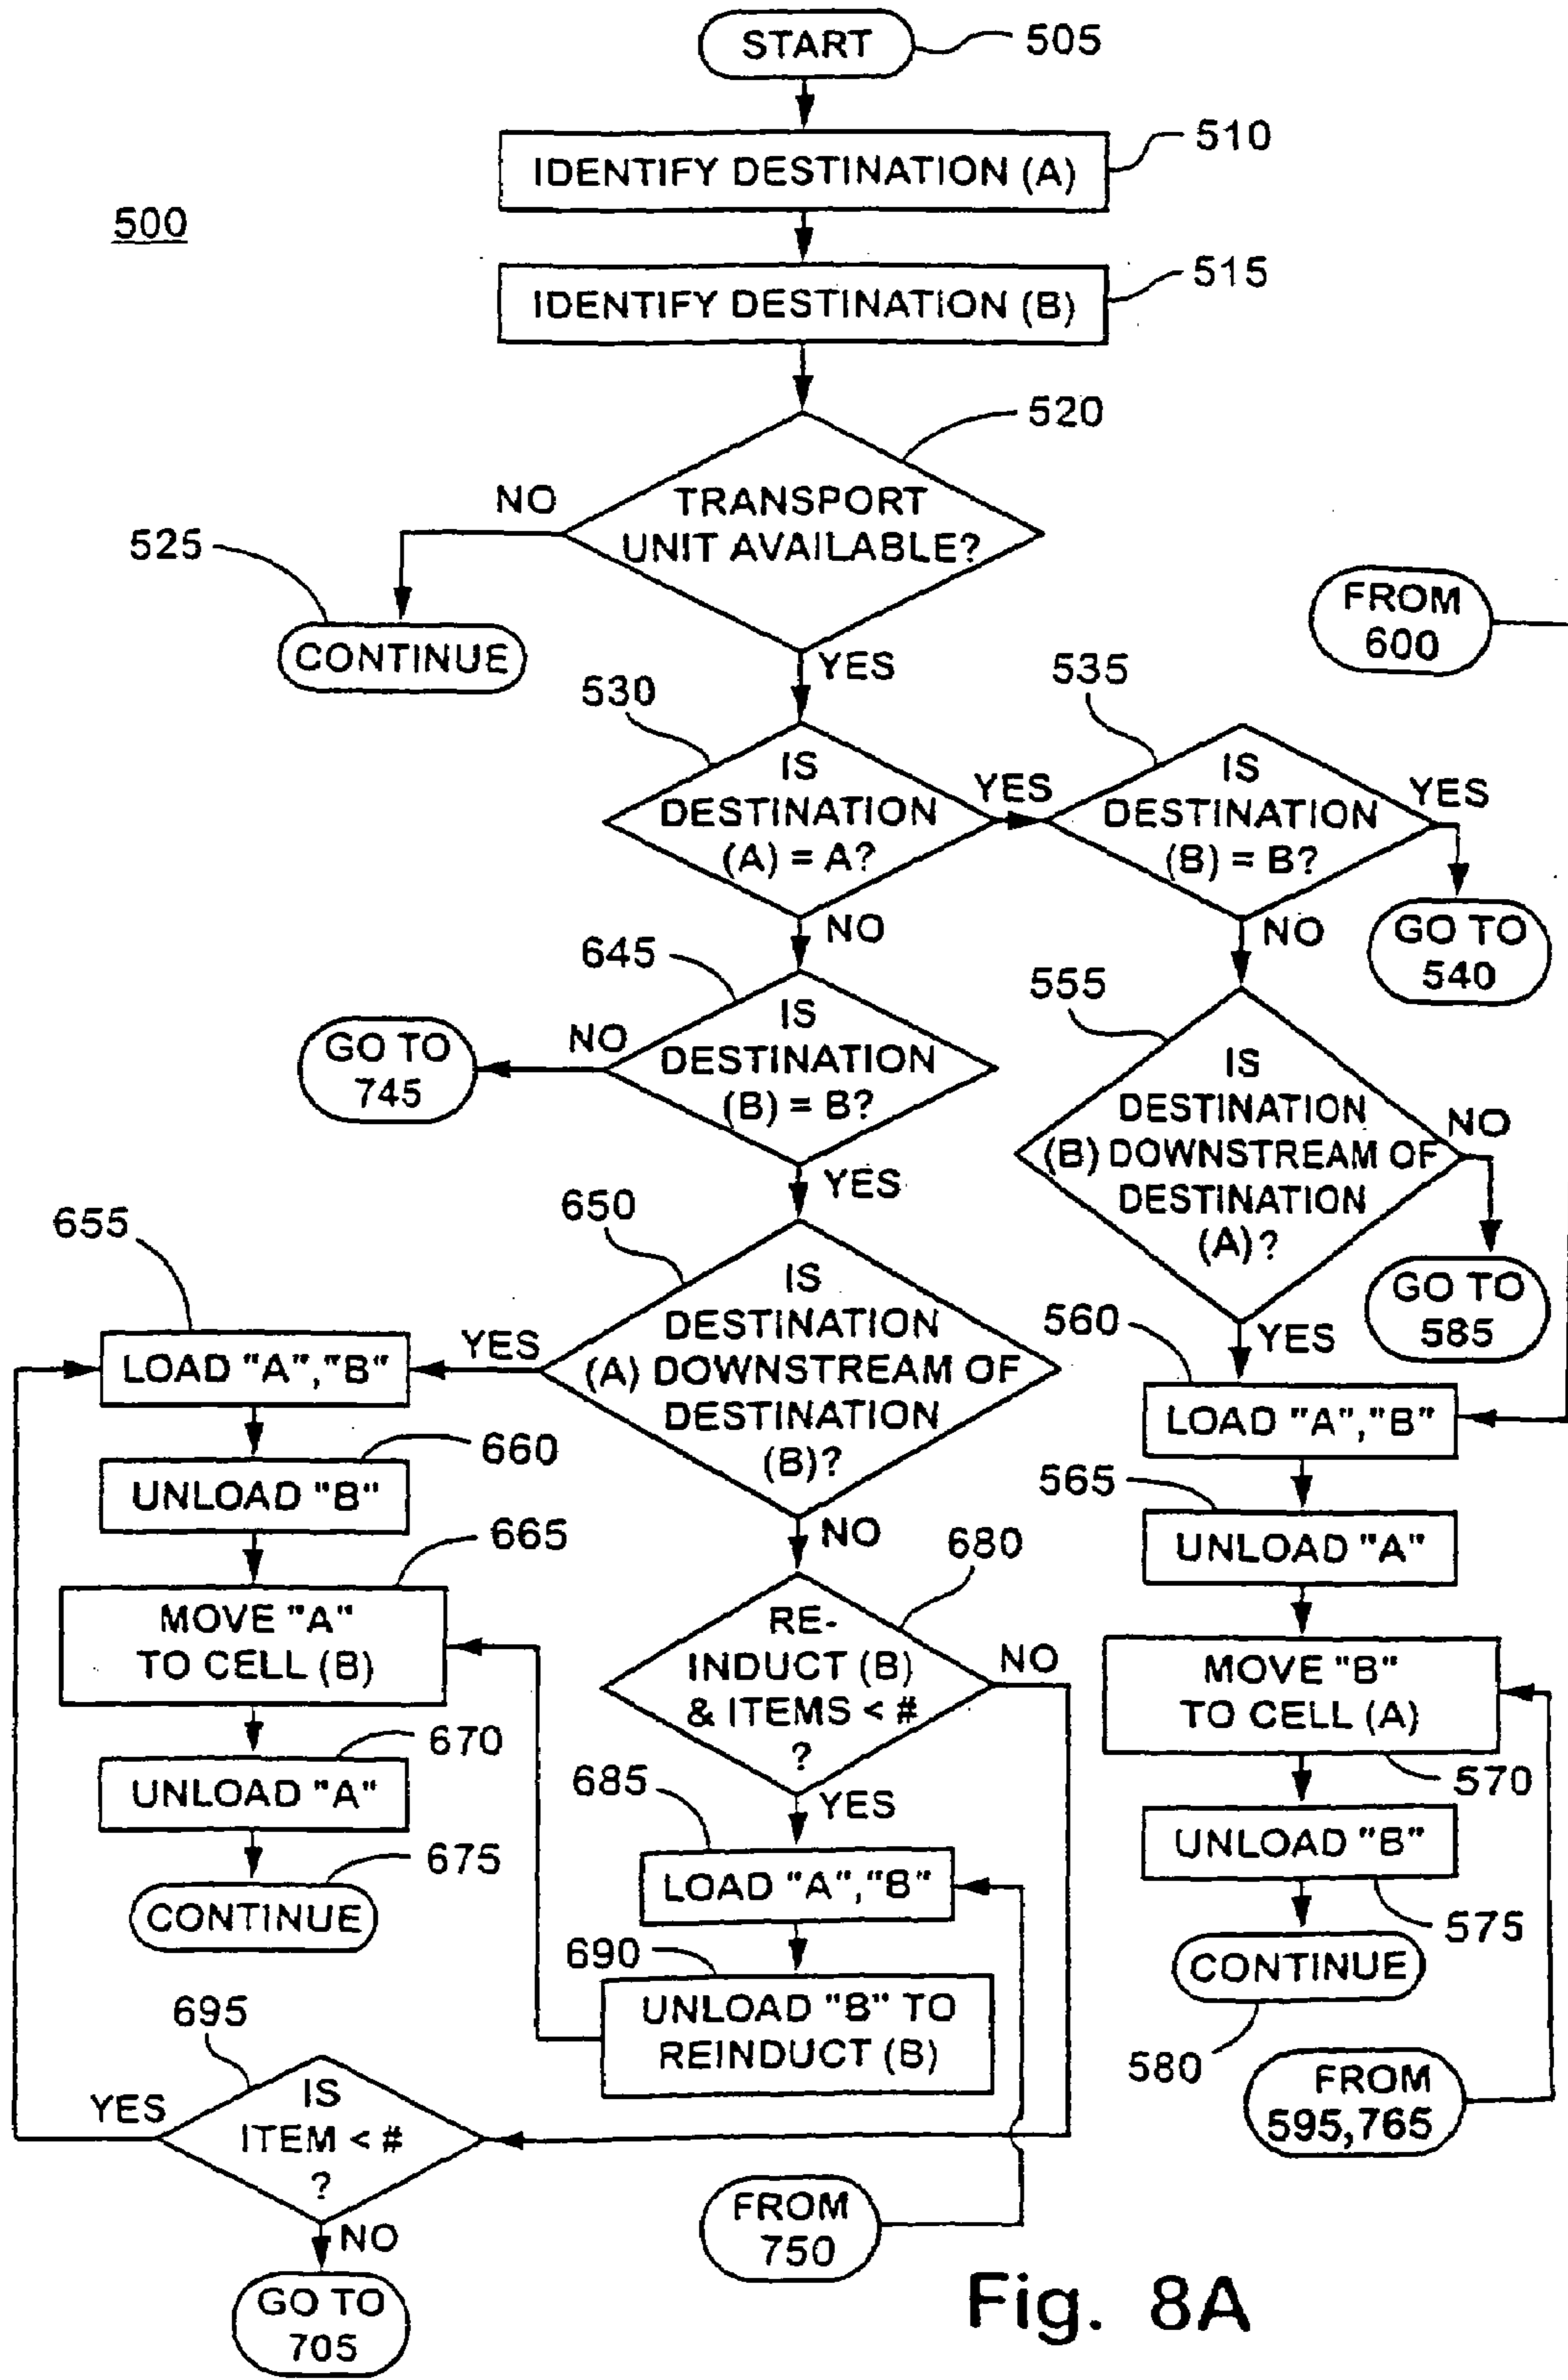 START
505
IDENTIFY DESTINATION (A)
510
500
IDENTIFY DESTINATION (B)
515
520
TRANSPORT
UNIT AVAILABLE?
NO
525
CONTINUE
YES
FROM
600
530
IS
DESTINATION
(A) = A?
YES
535
IS
DESTINATION
(B) = B?
YES
GO TO
540
NO
NO
645
IS
DESTINATION
(B) = B?
NO
GO TO
745
YES
555
IS
DESTINATION
(B) DOWNSTREAM OF
DESTINATION
(A)?
NO
GO TO
585
YES
650
IS
DESTINATION
(A) DOWNSTREAM OF
DESTINATION
(B)?
YES
655
LOAD "A","B"
660
UNLOAD "B"
665
MOVE "A"
TO CELL (B)
670
UNLOAD "A"
675
CONTINUE
NO
680
RE-
INDUCT (B)
& ITEMS < #
?
NO
YES
685
LOAD "A","B"
690
UNLOAD "B" TO
REINDUCT (B)
560
LOAD "A","B"
565
UNLOAD "A"
MOVE "B"
TO CELL (A)
570
UNLOAD "B"
575
CONTINUE
580
FROM
595,765
695
IS
ITEM < #
?
YES
NO
GO TO
705
FROM
750
Fig. 8A